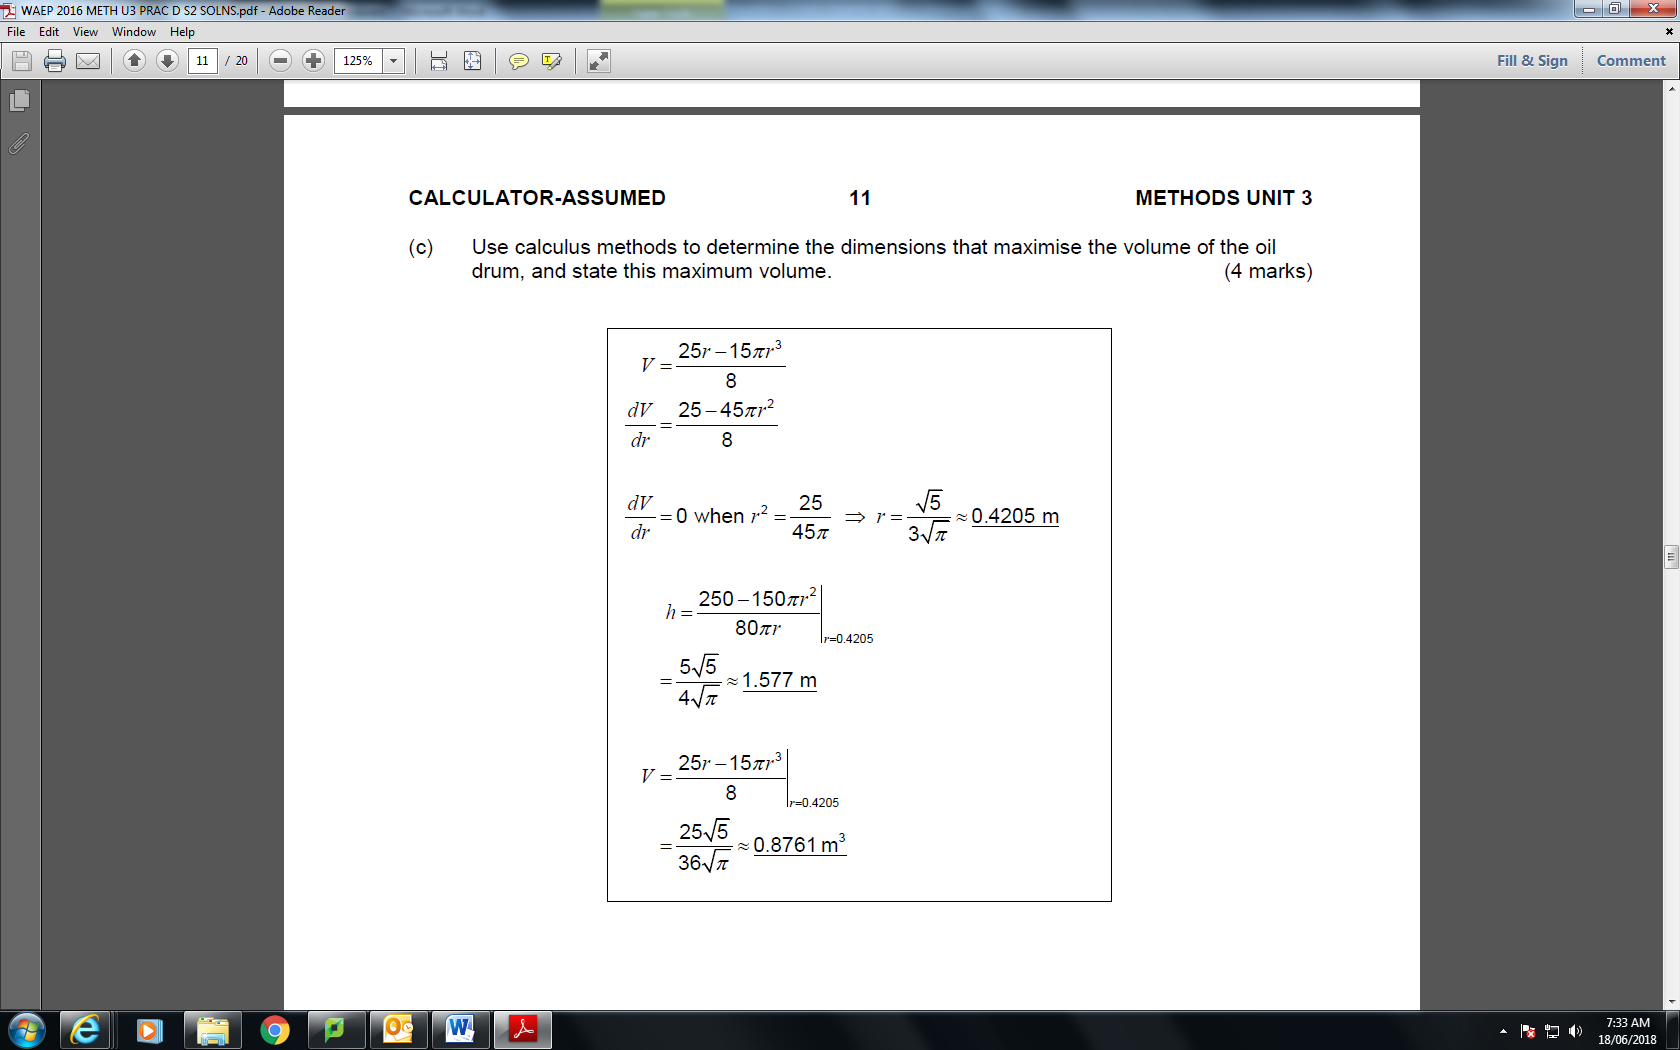 WAEP 2016 METH U3 PRAC D S2 SOLNS.pdf - Adobe Reader
File Edit View Window Help
11 / 20 125% Fill & Sign Comment
CALCULATOR-ASSUMED 11 METHODS UNIT 3
(c) Use calculus methods to determine the dimensions that maximise the volume of the oil
drum, and state this maximum volume. (4 marks)
V = (25r − 15πr³)/8
dV/dr = (25 − 45πr²)/8
dV/dr = 0 when r² = 25/(45π) ⇒ r = √5/(3√π) ≈ 0.4205 m
h = (250 − 150πr²)/(80πr) |r=0.4205
= 5√5/(4√π) ≈ 1.577 m
V = (25r − 15πr³)/8 |r=0.4205
= 25√5/(36√π) ≈ 0.8761 m³
7:33 AM
18/06/2018